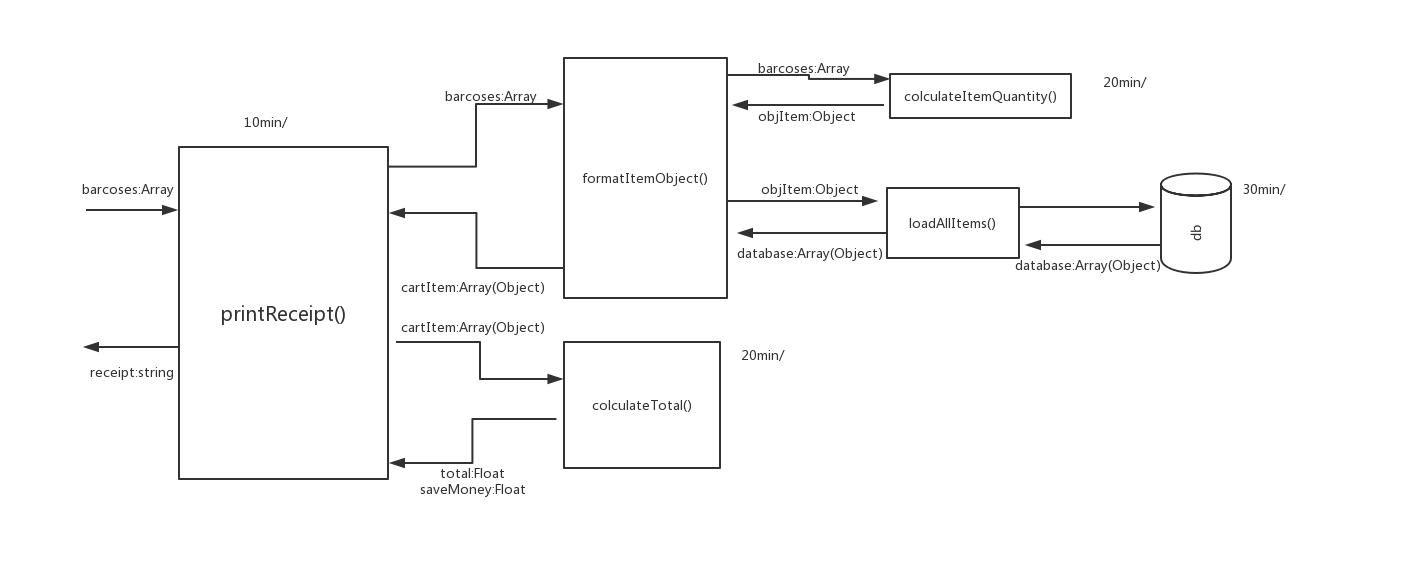 barcoses:Array
colculateItemQuantity()
20min/
barcoses:Array
objItem:Object
10min/
formatItemObject()
barcoses:Array
objItem:Object
loadAllItems()
db
30min/
database:Array(Object)
database:Array(Object)
cartItem:Array(Object)
printReceipt()
cartItem:Array(Object)
20min/
receipt:string
colculateTotal()
total:Float
saveMoney:Float